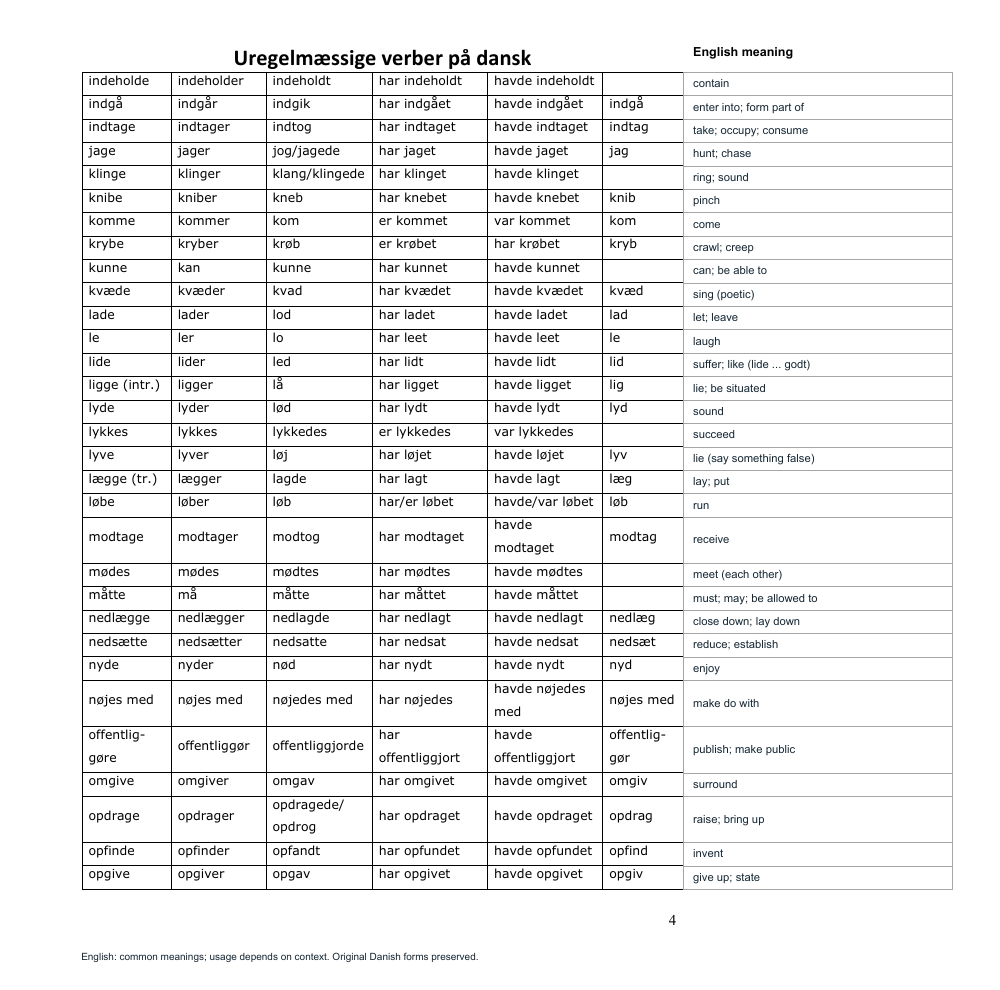 Uregelmæssige verber på dansk English meaning
indeholde indeholder indeholdt har indeholdt havde indeholdt contain
indgå indgår indgik har indgået havde indgået indgå enter into; form part of
indtage indtager indtog har indtaget havde indtaget indtag take; occupy; consume
jage jager jog/jagede har jaget havde jaget jag hunt; chase
klinge klinger klang/klingede har klinget havde klinget ring; sound
knibe kniber kneb har knebet havde knebet knib pinch
komme kommer kom er kommet var kommet kom come
krybe kryber krøb er krøbet har krøbet kryb crawl; creep
kunne kan kunne har kunnet havde kunnet can; be able to
kvæde kvæder kvad har kvædet havde kvædet kvæd sing (poetic)
lade lader lod har ladet havde ladet lad let; leave
le ler lo har leet havde leet le laugh
lide lider led har lidt havde lidt lid suffer; like (lide ... godt)
ligge (intr.) ligger lå har ligget havde ligget lig lie; be situated
lyde lyder lød har lydt havde lydt lyd sound
lykkes lykkes lykkedes er lykkedes var lykkedes succeed
lyve lyver løj har løjet havde løjet lyv lie (say something false)
lægge (tr.) lægger lagde har lagt havde lagt læg lay; put
løbe løber løb har/er løbet havde/var løbet løb run
modtage modtager modtog har modtaget havde
modtaget modtag receive
mødes mødes mødtes har mødtes havde mødtes meet (each other)
måtte må måtte har måttet havde måttet must; may; be allowed to
nedlægge nedlægger nedlagde har nedlagt havde nedlagt nedlæg close down; lay down
nedsætte nedsætter nedsatte har nedsat havde nedsat nedsæt reduce; establish
nyde nyder nød har nydt havde nydt nyd enjoy
nøjes med nøjes med nøjedes med har nøjedes havde nøjedes
med nøjes med make do with
offentlig-
gøre offentliggør offentliggjorde har
offentliggjort havde
offentliggjort offentlig-
gør publish; make public
omgive omgiver omgav har omgivet havde omgivet omgiv surround
opdrage opdrager opdragede/
opdrog har opdraget havde opdraget opdrag raise; bring up
opfinde opfinder opfandt har opfundet havde opfundet opfind invent
opgive opgiver opgav har opgivet havde opgivet opgiv give up; state
4
English: common meanings; usage depends on context. Original Danish forms preserved.